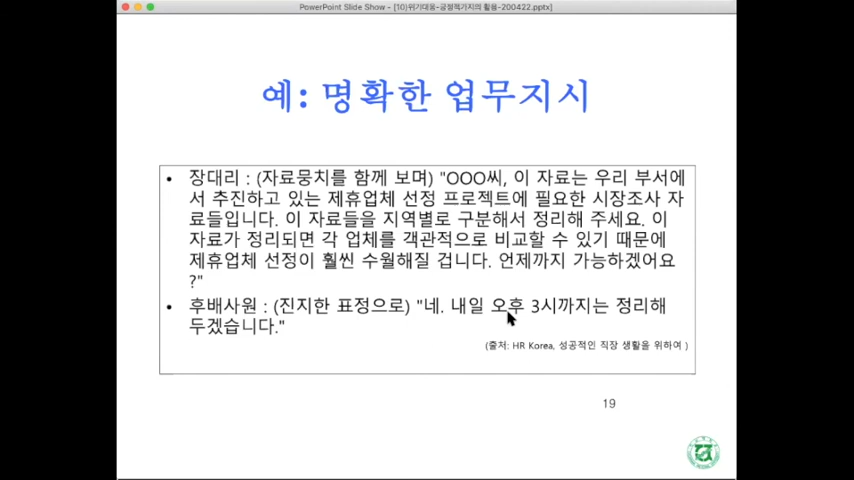 PowerPoint Slide Show - [10)위기대응-긍정책기지의 활용-200422.pptx]
예: 명확한 업무지시
• 장대리 : (자료뭉치를 함께 보며) "OOO씨, 이 자료는 우리 부서에
서 추진하고 있는 제휴업체 선정 프로젝트에 필요한 시장조사 자
료들입니다. 이 자료들을 지역별로 구분해서 정리해 주세요. 이
자료가 정리되면 각 업체를 객관적으로 비교할 수 있기 때문에
제휴업체 선정이 훨씬 수월해질 겁니다. 언제까지 가능하겠어요
?"
• 후배사원 : (진지한 표정으로) "네. 내일 오후 3시까지는 정리해
두겠습니다."
(출처: HR Korea, 성공적인 직장 생활을 위하여 )
19